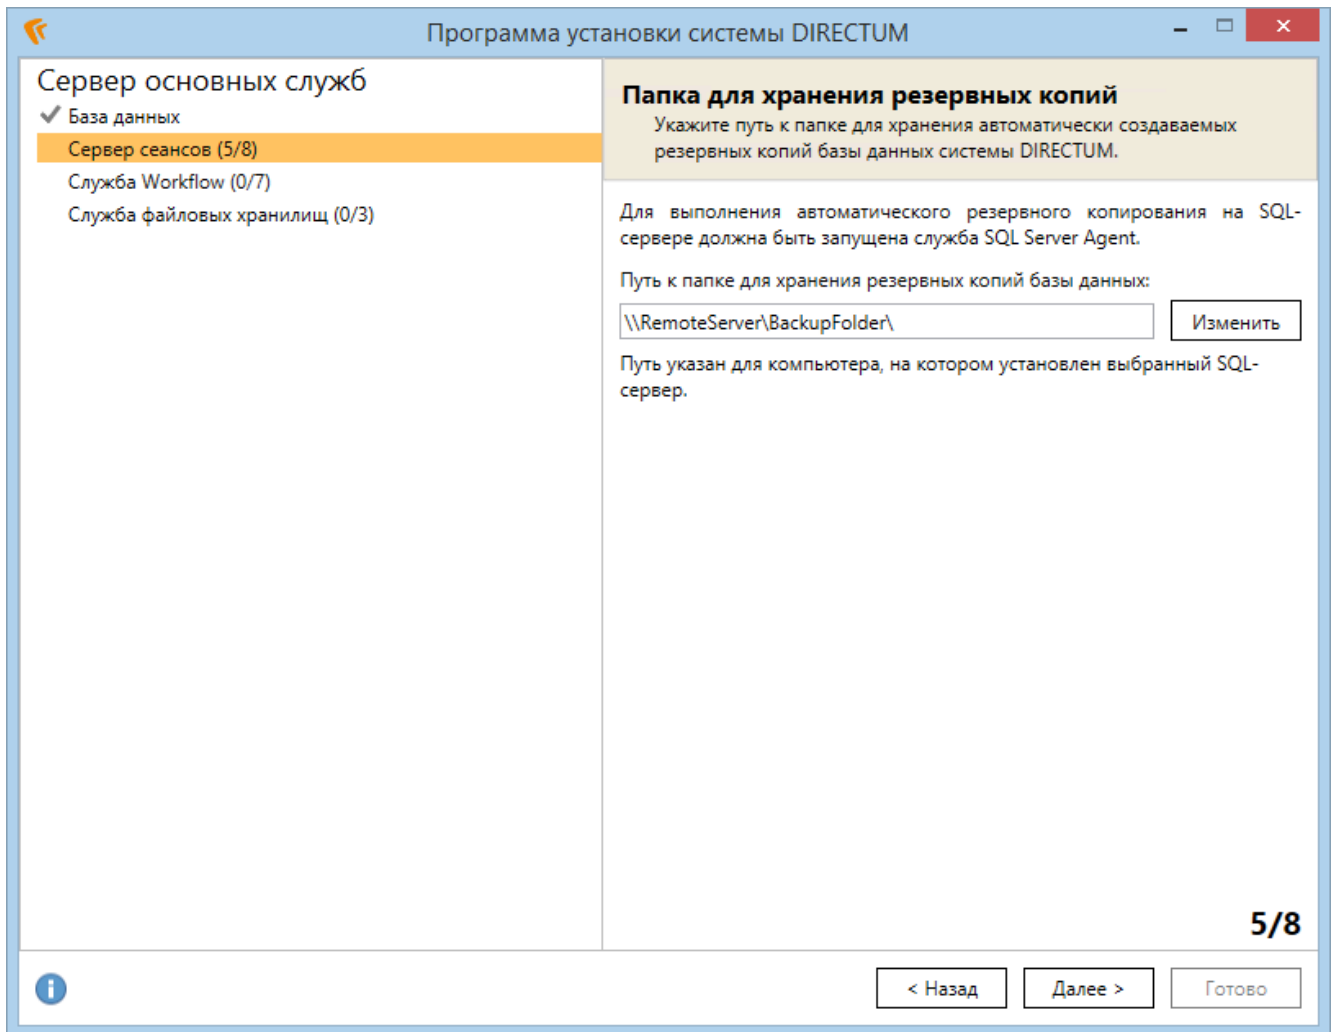 Программа установки системы DIRECTUM
Сервер основных служб
База данных
Сервер сеансов (5/8)
Служба Workflow (0/7)
Служба файловых хранилищ (0/3)
Папка для хранения резервных копий
Укажите путь к папке для хранения автоматически создаваемых
резервных копий базы данных системы DIRECTUM.
Для выполнения автоматического резервного копирования на SQL-
сервере должна быть запущена служба SQL Server Agent.
Путь к папке для хранения резервных копий базы данных:
\\RemoteServer\BackupFolder\
Изменить
Путь указан для компьютера, на котором установлен выбранный SQL-
сервер.
5/8
< Назад
Далее >
Готово